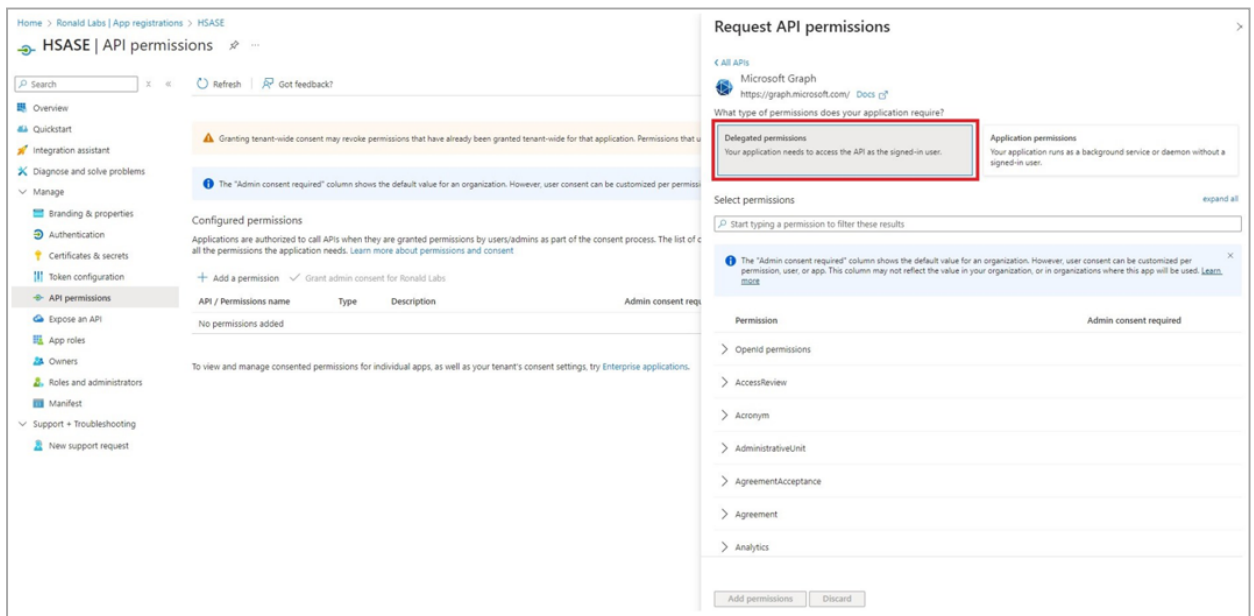 Home > Ronald Labs | App registrations > HSASE
HSASE | API permissions
Search
Overview
Quickstart
Integration assistant
Diagnose and solve problems
Manage
Branding & properties
Authentication
Certificates & secrets
Token configuration
API permissions
Expose an API
App roles
Owners
Roles and administrators
Manifest
Support + Troubleshooting
New support request
Refresh
Got feedback?
Granting tenant-wide consent may revoke permissions that have already been granted tenant-wide for that application. Permissions that u
The "Admin consent required" column shows the default value for an organization. However, user consent can be customized per permissi
Configured permissions
Applications are authorized to call APIs when they are granted permissions by users/admins as part of the consent process. The list of c
all the permissions the application needs. Learn more about permissions and consent
Add a permission Grant admin consent for Ronald Labs
API / Permissions name Type Description Admin consent requ
No permissions added
To view and manage consented permissions for individual apps, as well as your tenant's consent settings, try Enterprise applications.
Request API permissions
All APIs
Microsoft Graph
https://graph.microsoft.com/ Docs
What type of permissions does your application require?
Delegated permissions
Your application needs to access the API as the signed-in user.
Application permissions
Your application runs as a background service or daemon without a
signed-in user.
Select permissions
expand all
Start typing a permission to filter these results
The "Admin consent required" column shows the default value for an organization. However, user consent can be customized per
permission, user, or app. This column may not reflect the value in your organization, or in organizations where this app will be used. Learn
more
Permission Admin consent required
OpenId permissions
AccessReview
Acronym
AdministrativeUnit
AgreementAcceptance
Agreement
Analytics
Add permissions
Discard